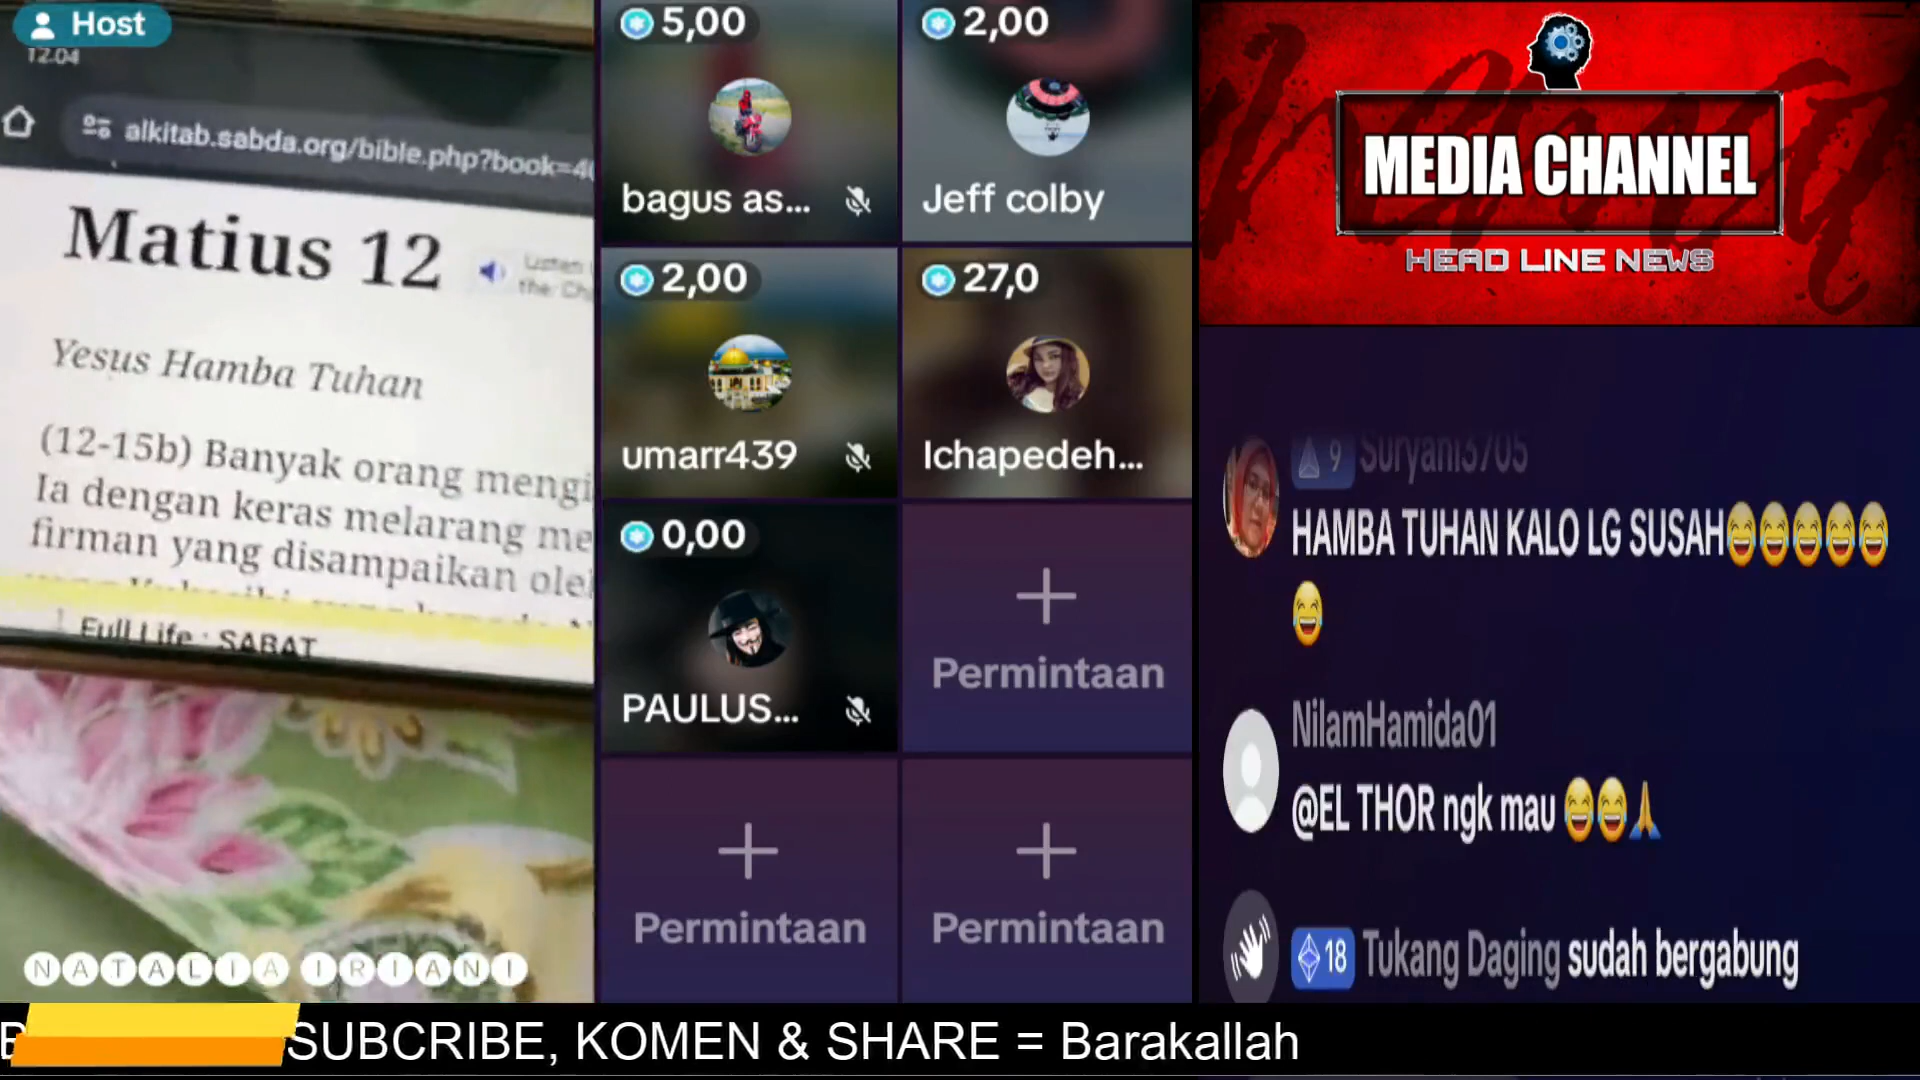 Host
12.04
alkitab.sabda.org/bible.php?book=4
Matius 12
Listen
the
Yesus Hamba Tuhan
(12-15b) Banyak orang mengi
Ia dengan keras melarang me
firman yang disampaikan ole
Full Life : SABAT
NATALIA IRIANI
5,00
bagus as...
2,00
Jeff colby
2,00
umarr439
27,0
Ichapedeh...
0,00
PAULUS...
Permintaan
Permintaan
Permintaan
MEDIA CHANNEL
HEAD LINE NEWS
9 Suryani3705
HAMBA TUHAN KALO LG SUSAH😂😂😂😂😂
😂
NilamHamida01
@EL THOR ngk mau 😂😂🙏
18 Tukang Daging sudah bergabung
SUBCRIBE, KOMEN & SHARE = Barakallah